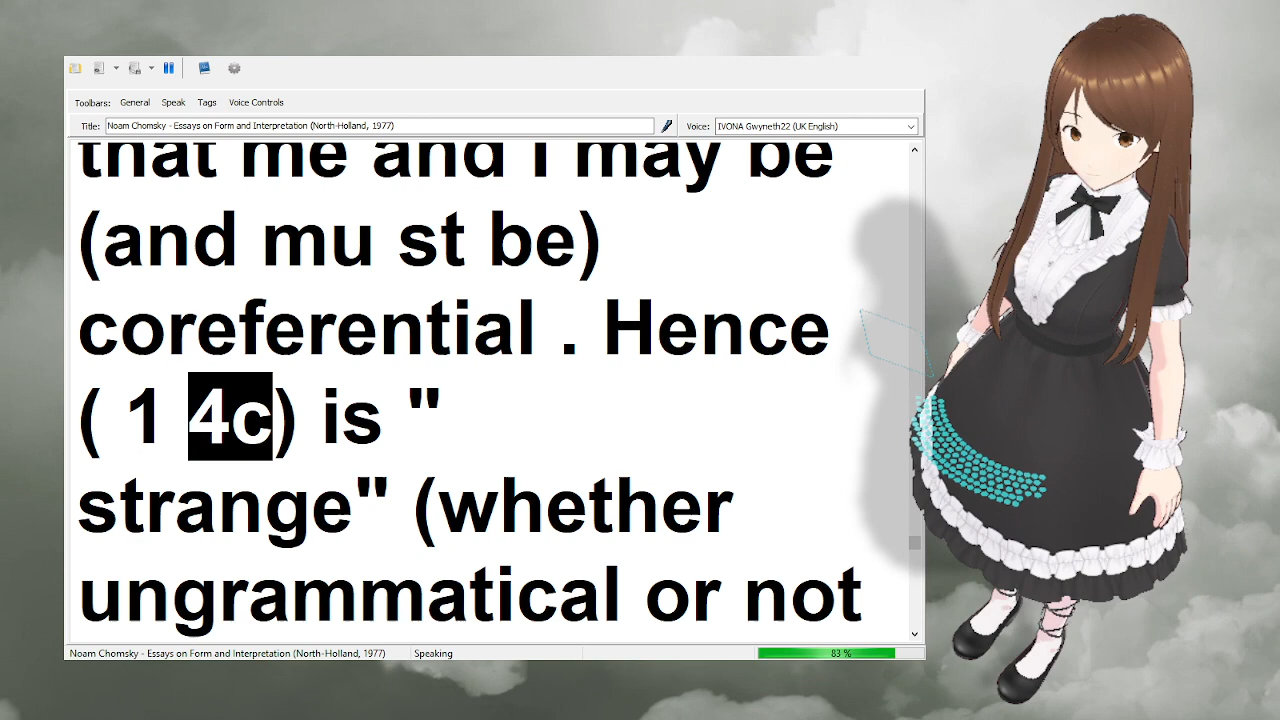 Toolbars: General Speak Tags Voice Controls
Title: Noam Chomsky - Essays on Form and Interpretation (North-Holland, 1977) Voice: IVONA Gwyneth22 (UK English)
that me and I may be
(and mu st be)
coreferential . Hence
( 1 4c) is "
strange" (whether
ungrammatical or not
Noam Chomsky - Essays on Form and Interpretation (North-Holland, 1977) Speaking 83 %